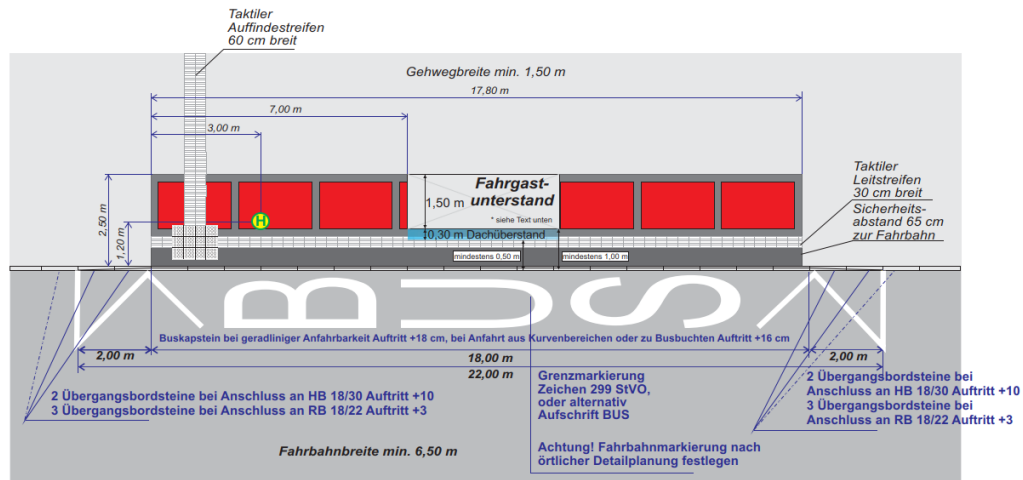 Taktiler
Auffindestreifen
60 cm breit
Gehwegbreite min. 1,50 m
17,80 m
7,00 m
3,00 m
Taktiler
Leitstreifen
30 cm breit
Sicherheits-
abstand 65 cm
zur Fahrbahn
Fahrgast-
unterstand
* siehe Text unten
1,50 m
2,50 m
1,20 m
H
0,30 m Dachüberstand
mindestens 0,50 m
mindestens 1,00 m
BUS
Buskapstein bei geradliniger Anfahrbarkeit Auftritt +18 cm, bei Anfahrt aus Kurvenbereichen oder zu Busbuchten Auftritt +16 cm
2,00 m
18,00 m
2,00 m
22,00 m
2 Übergangsbordsteine bei Anschluss an HB 18/30 Auftritt +10
3 Übergangsbordsteine bei Anschluss an RB 18/22 Auftritt +3
Grenzmarkierung
Zeichen 299 StVO,
oder alternativ
Aufschrift BUS
2 Übergangsbordsteine bei
Anschluss an HB 18/30 Auftritt +10
3 Übergangsbordsteine bei
Anschluss an RB 18/22 Auftritt +3
Fahrbahnbreite min. 6,50 m
Achtung! Fahrbahnmarkierung nach
örtlicher Detailplanung festlegen